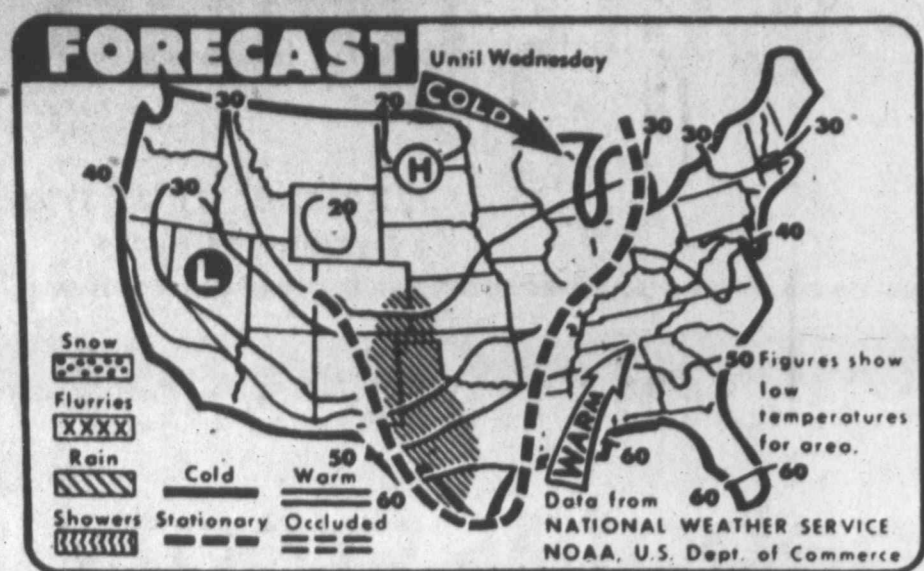 FORECAST
Until Wednesday
COLD
30
20
30
30
30
H
40
30
20
40
L
Snow
50 Figures show
low
temperatures
for area.
Flurries
XXXX
WARM
Rain
50
60
60
Cold
Warm
60
60
Data from
Showers
Stationary
Occluded
NATIONAL WEATHER SERVICE
NOAA, U.S. Dept. of Commerce